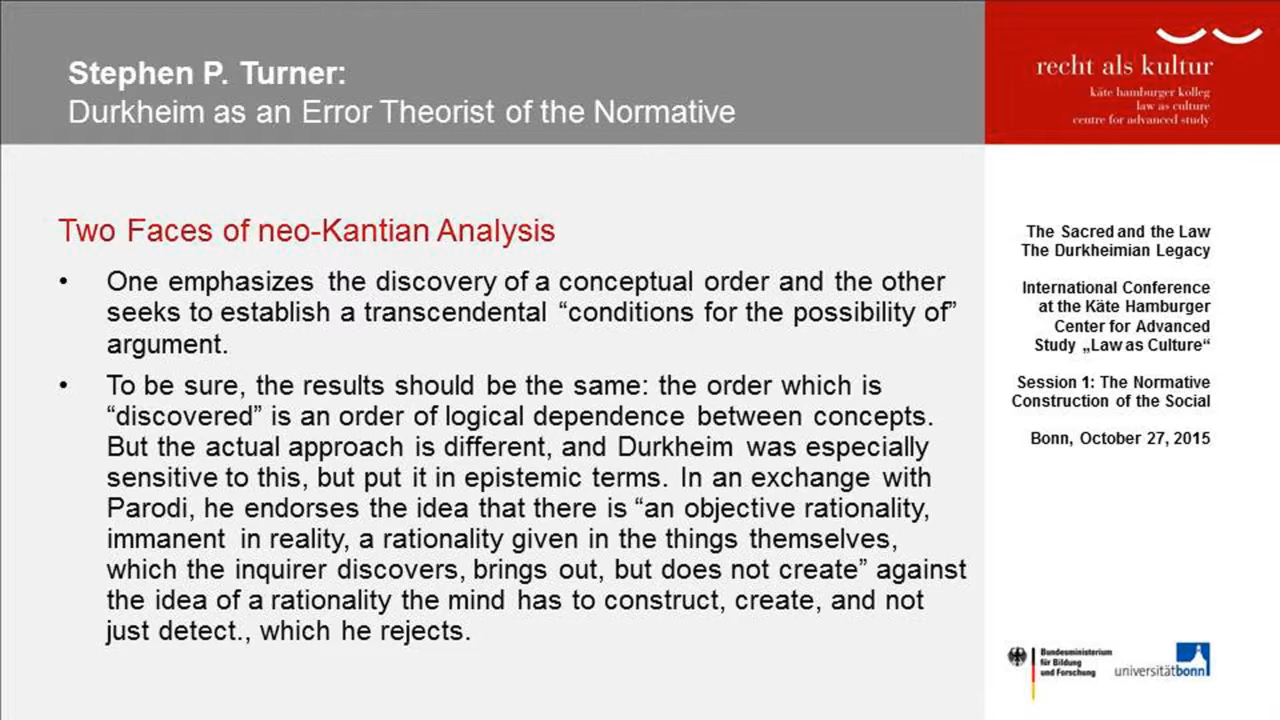 Stephen P. Turner:
Durkheim as an Error Theorist of the Normative
recht als kultur
käte hamburger kolleg
law as culture
centre for advanced study
Two Faces of neo-Kantian Analysis
• One emphasizes the discovery of a conceptual order and the other
seeks to establish a transcendental “conditions for the possibility of”
argument.
• To be sure, the results should be the same: the order which is
“discovered” is an order of logical dependence between concepts.
But the actual approach is different, and Durkheim was especially
sensitive to this, but put it in epistemic terms. In an exchange with
Parodi, he endorses the idea that there is “an objective rationality,
immanent in reality, a rationality given in the things themselves,
which the inquirer discovers, brings out, but does not create” against
the idea of a rationality the mind has to construct, create, and not
just detect., which he rejects.
The Sacred and the Law
The Durkheimian Legacy
International Conference
at the Käte Hamburger
Center for Advanced
Study „Law as Culture“
Session 1: The Normative
Construction of the Social
Bonn, October 27, 2015
Bundesministerium
für Bildung
und Forschung
universitätbonn